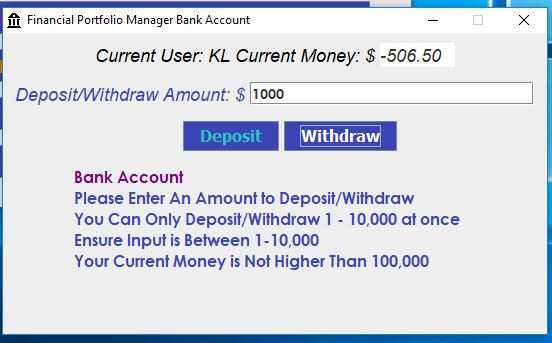 Financial Portfolio Manager Bank Account
Current User: KL Current Money: $ -506.50
Deposit/Withdraw Amount: $ 1000
Deposit Withdraw
Bank Account
Please Enter An Amount to Deposit/Withdraw
You Can Only Deposit/Withdraw 1 - 10,000 at once
Ensure Input is Between 1-10,000
Your Current Money is Not Higher Than 100,000